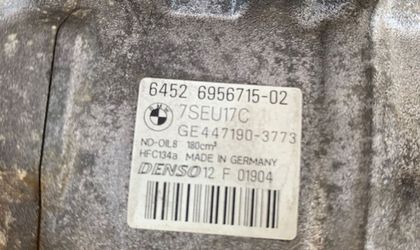 6452 6956715-02
7SEU17C
GE447190-3773
ND-OIL8 180cm³
HFC134a MADE IN GERMANY
DENSO 12 F 01904